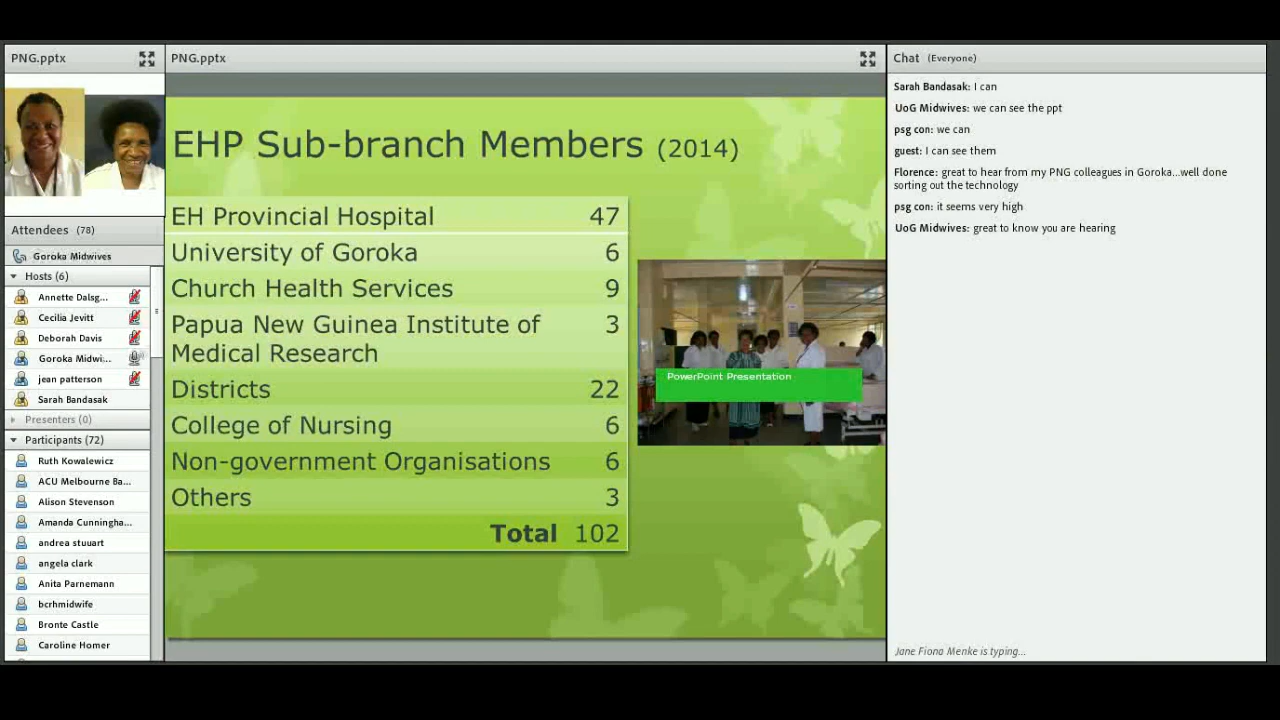 PNG.pptx
Attendees (78)
Goroka Midwives
Hosts (6)
Annette Dalsg...
Cecilia Jevitt
Deborah Davis
Goroka Midwi...
jean patterson
Sarah Bandasak
Presenters (0)
Participants (72)
Ruth Kowalewicz
ACU Melbourne Ba...
Alison Stevenson
Amanda Cunningha...
andrea stuuart
angela clark
Anita Parnemann
bcrhmidwife
Bronte Castle
Caroline Homer
PNG.pptx
EHP Sub-branch Members (2014)
EH Provincial Hospital 47
University of Goroka 6
Church Health Services 9
Papua New Guinea Institute of 3
Medical Research
Districts 22
College of Nursing 6
Non-government Organisations 6
Others 3
Total 102
PowerPoint Presentation
Chat (Everyone)
Sarah Bandasak: I can
UoG Midwives: we can see the ppt
psg con: we can
guest: I can see them
Florence: great to hear from my PNG colleagues in Goroka...well done
sorting out the technology
psg con: it seems very high
UoG Midwives: great to know you are hearing
Jane Fiona Menke is typing...